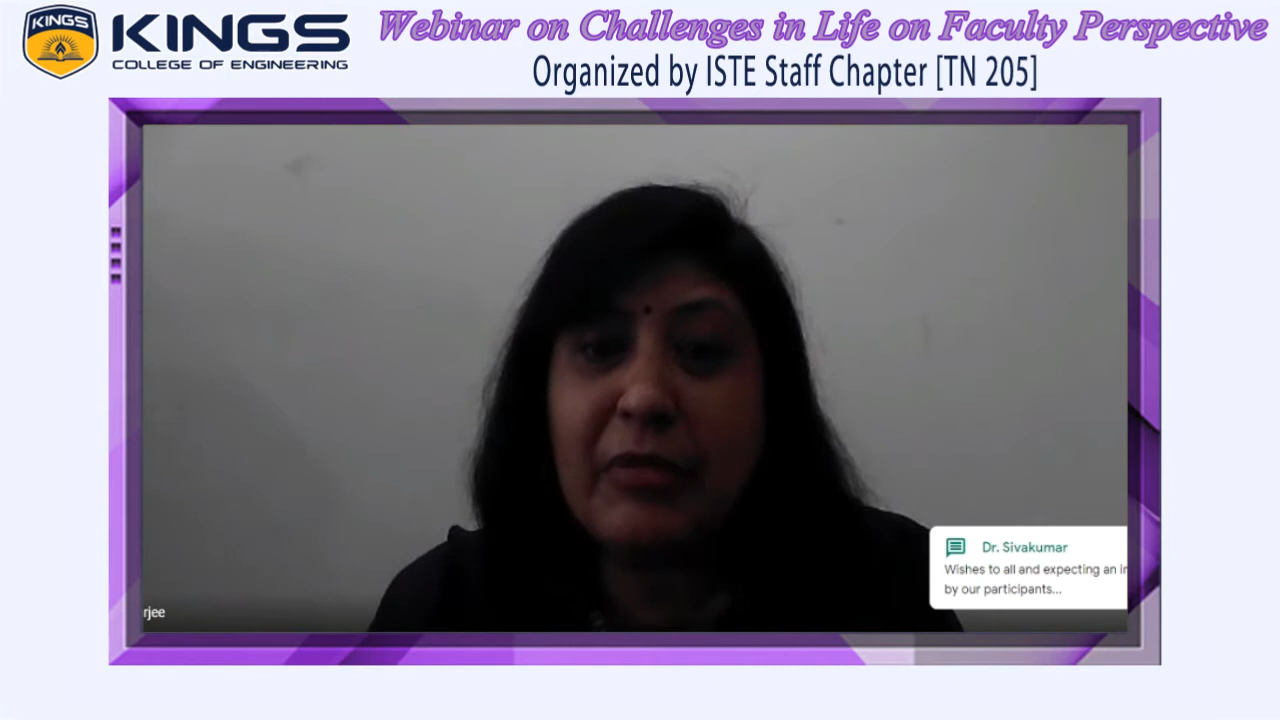 KINGS
KINGS
COLLEGE OF ENGINEERING
Webinar on Challenges in Life on Faculty Perspective
Organized by ISTE Staff Chapter [TN 205]
Dr. Sivakumar
Wishes to all and expecting an
by our participants...
rjee